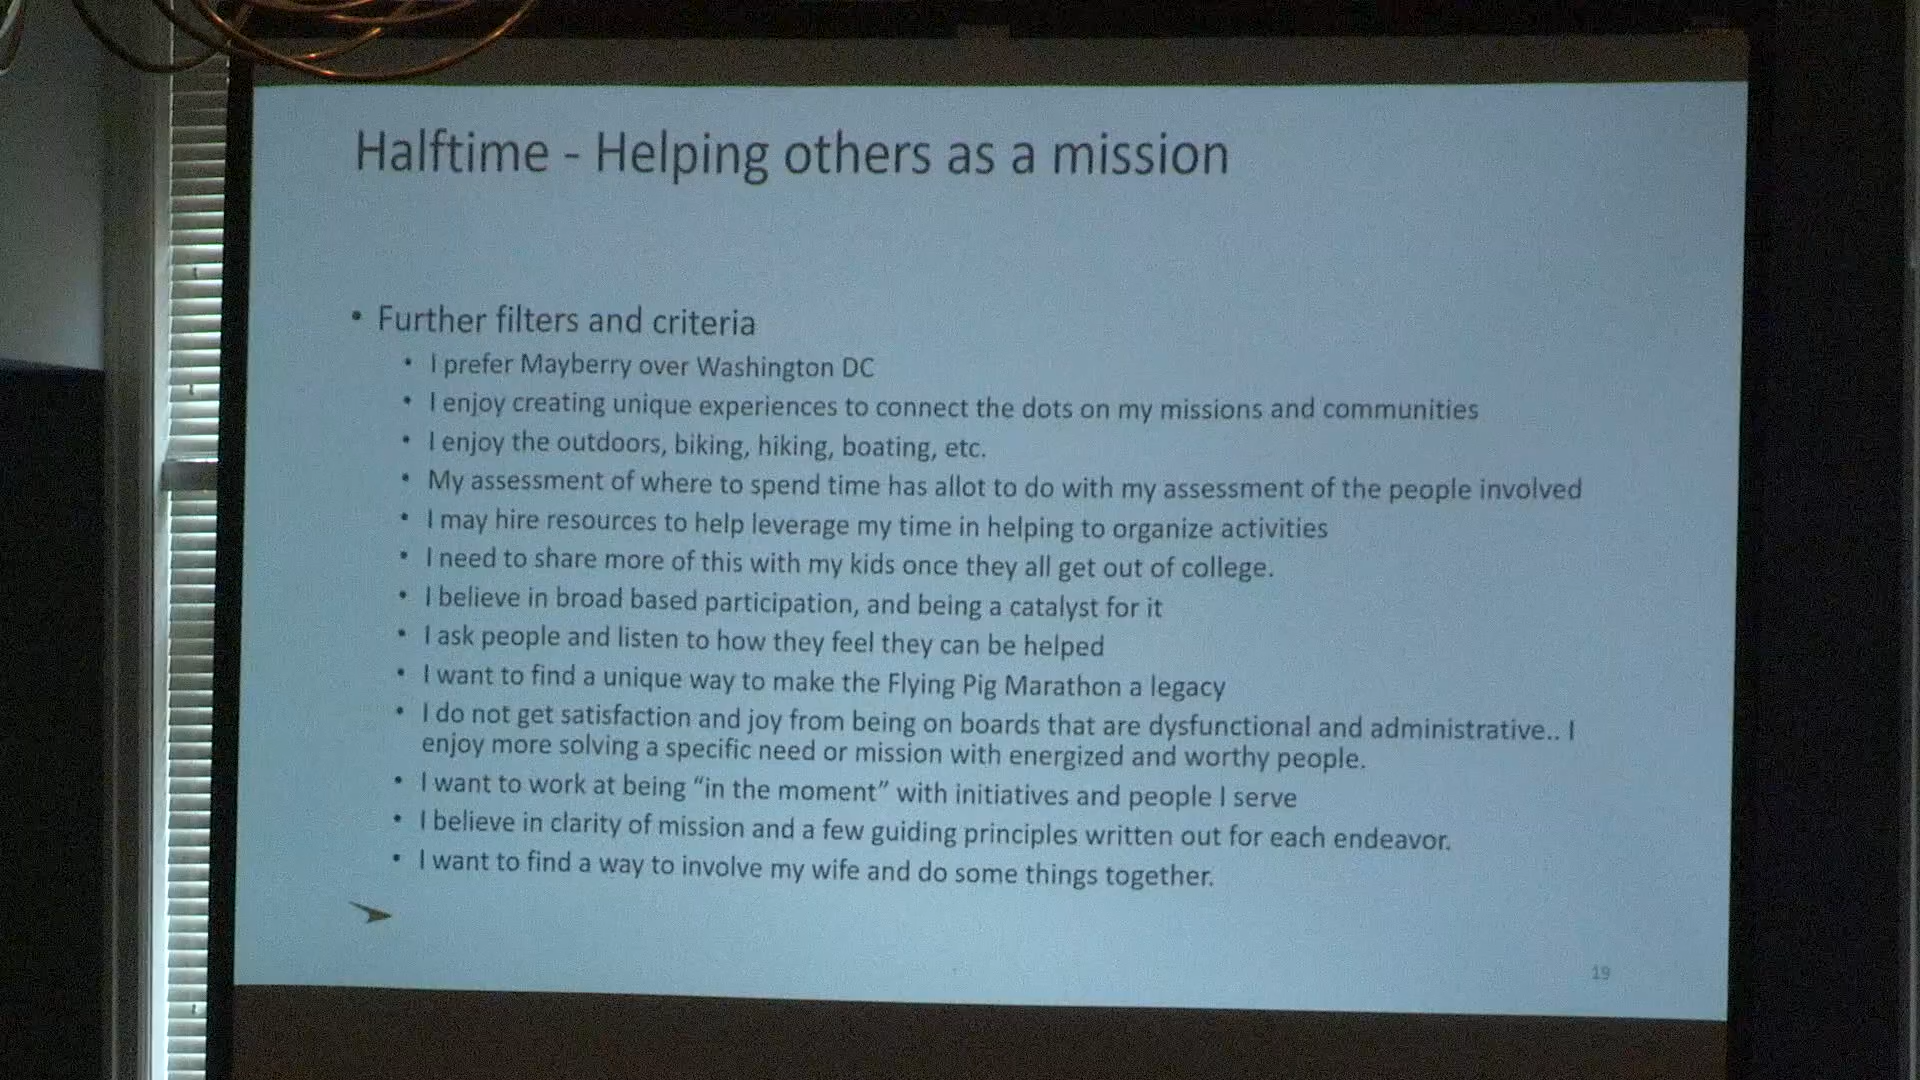 Halftime - Helping others as a mission
• Further filters and criteria
• I prefer Mayberry over Washington DC
• I enjoy creating unique experiences to connect the dots on my missions and communities
• I enjoy the outdoors, biking, hiking, boating, etc.
• My assessment of where to spend time has allot to do with my assessment of the people involved
• I may hire resources to help leverage my time in helping to organize activities
• I need to share more of this with my kids once they all get out of college.
• I believe in broad based participation, and being a catalyst for it
• I ask people and listen to how they feel they can be helped
• I want to find a unique way to make the Flying Pig Marathon a legacy
• I do not get satisfaction and joy from being on boards that are dysfunctional and administrative.. I
enjoy more solving a specific need or mission with energized and worthy people.
• I want to work at being “in the moment” with initiatives and people I serve
• I believe in clarity of mission and a few guiding principles written out for each endeavor.
• I want to find a way to involve my wife and do some things together.
19